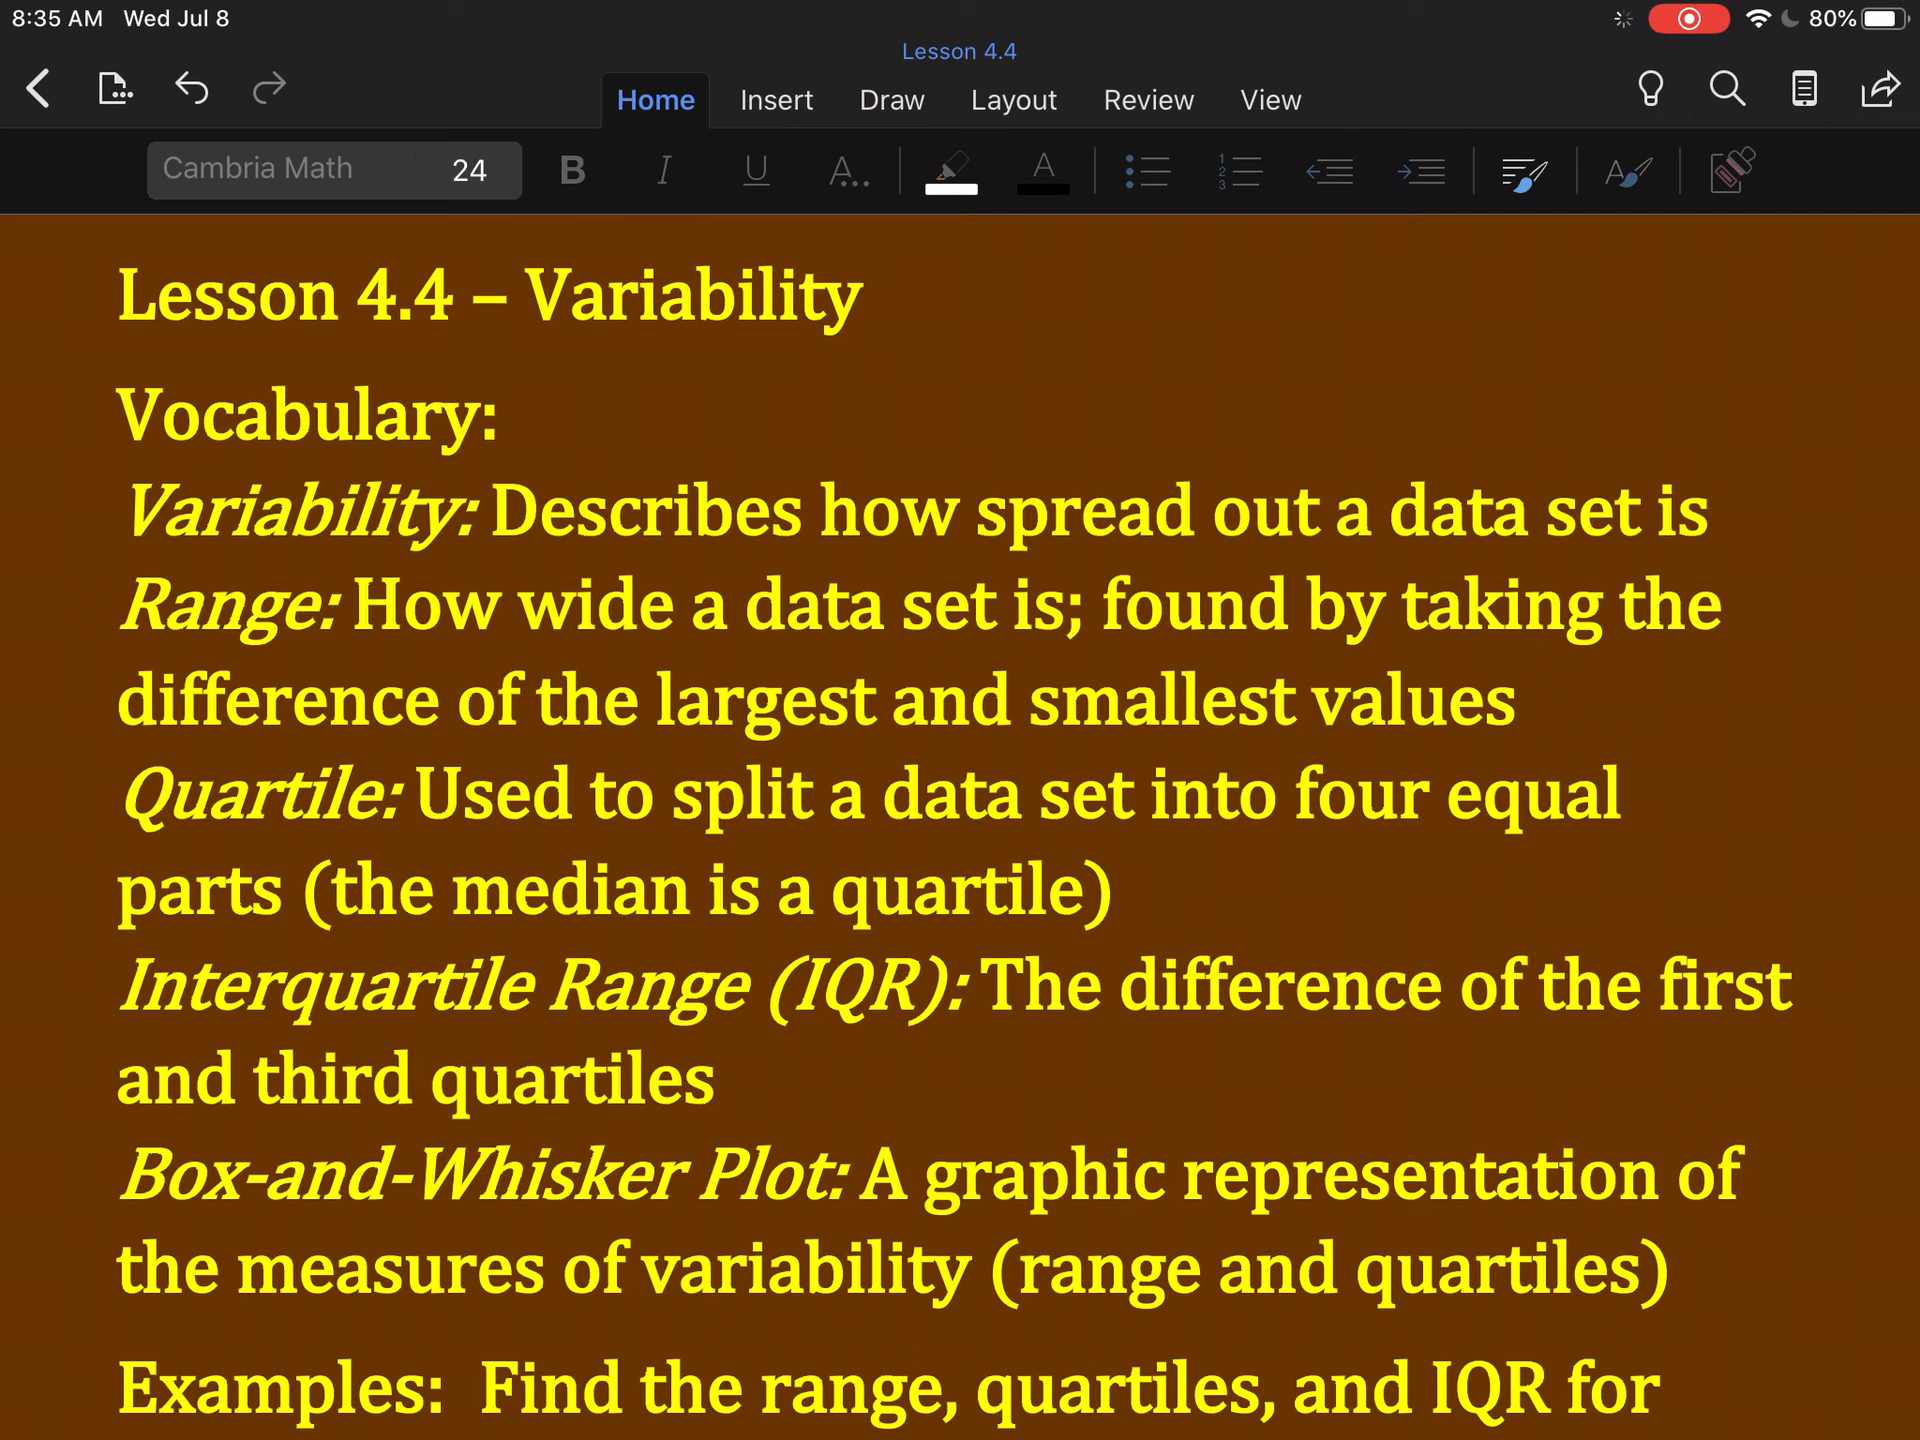 8:35 AM Wed Jul 8
80%
Lesson 4.4
Home Insert Draw Layout Review View
Cambria Math 24 B I U A... A
Lesson 4.4 – Variability
Vocabulary:
Variability: Describes how spread out a data set is
Range: How wide a data set is; found by taking the
difference of the largest and smallest values
Quartile: Used to split a data set into four equal
parts (the median is a quartile)
Interquartile Range (IQR): The difference of the first
and third quartiles
Box-and-Whisker Plot: A graphic representation of
the measures of variability (range and quartiles)
Examples: Find the range, quartiles, and IQR for